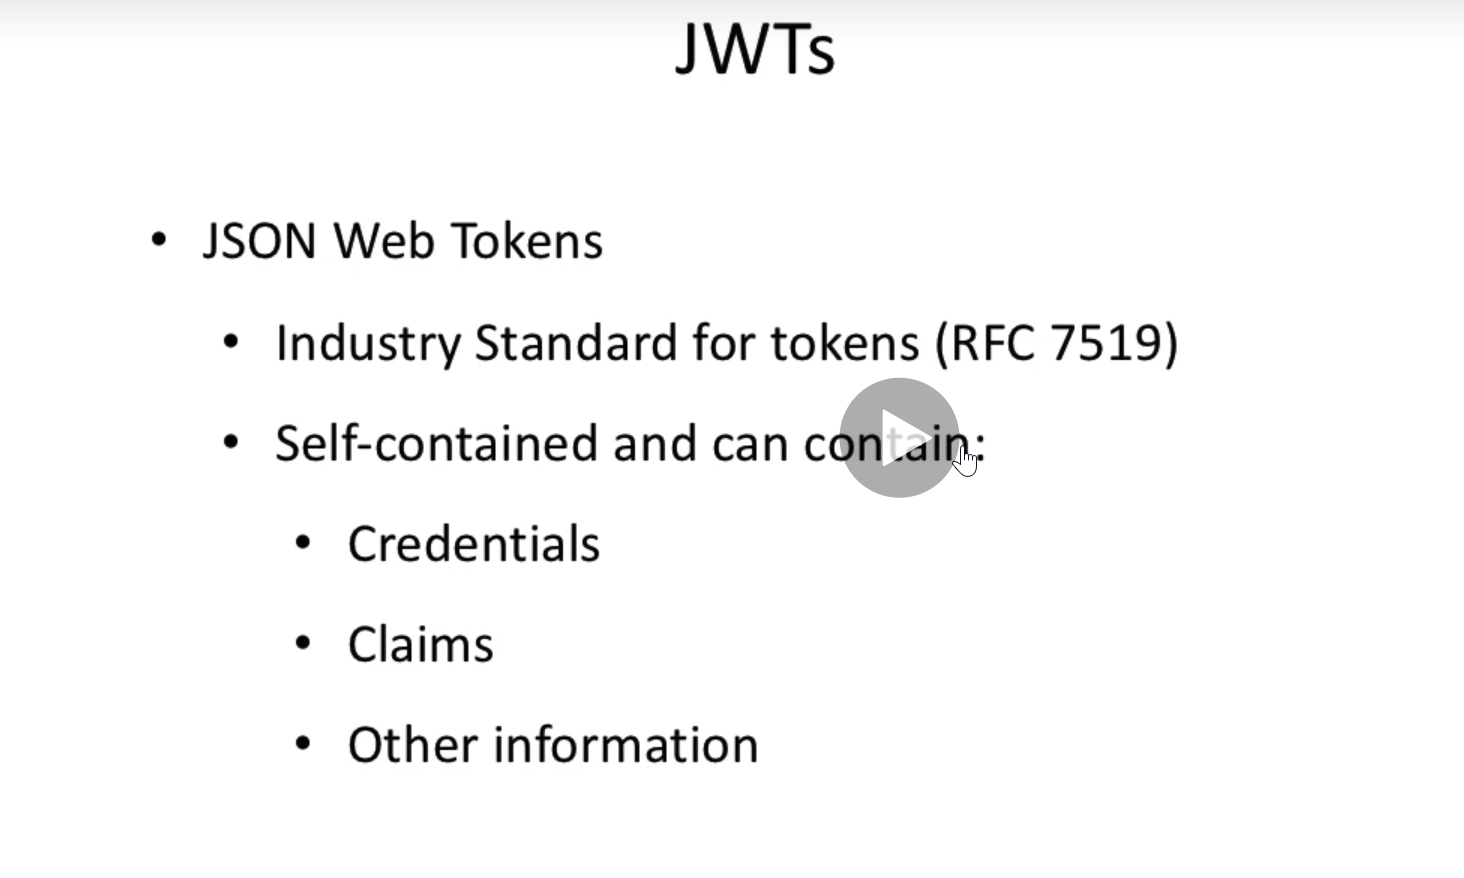 JWTs
• JSON Web Tokens
• Industry Standard for tokens (RFC 7519)
• Self-contained and can contain:
• Credentials
• Claims
• Other information